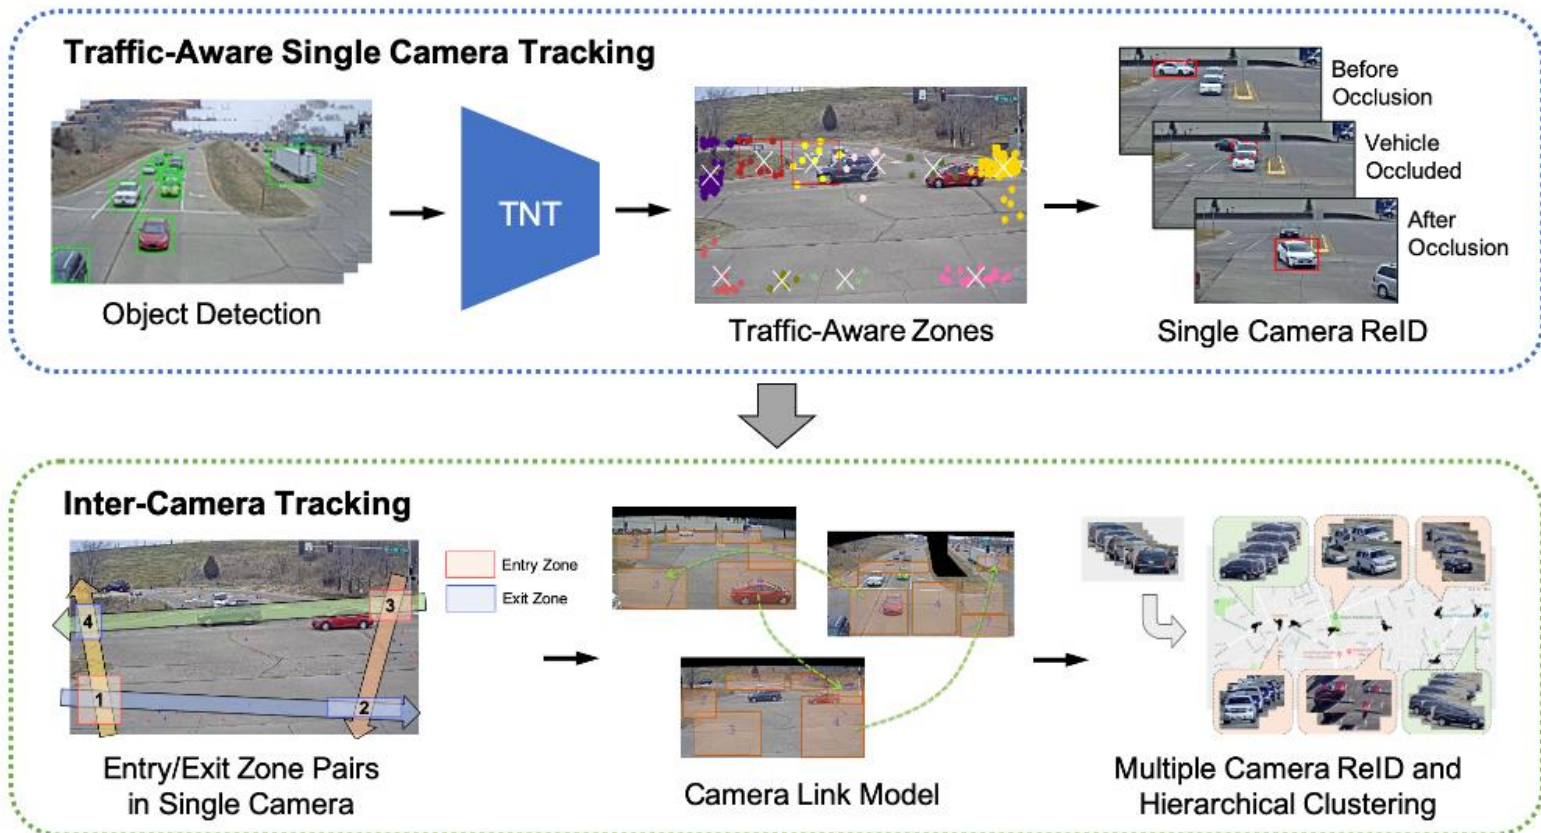 Traffic-Aware Single Camera Tracking
Object Detection
TNT
Traffic-Aware Zones
Before
Occlusion
Vehicle
Occluded
After
Occlusion
Single Camera ReID
Inter-Camera Tracking
4
3
1
2
Entry Zone
Exit Zone
Entry/Exit Zone Pairs
in Single Camera
Camera Link Model
Multiple Camera ReID and
Hierarchical Clustering